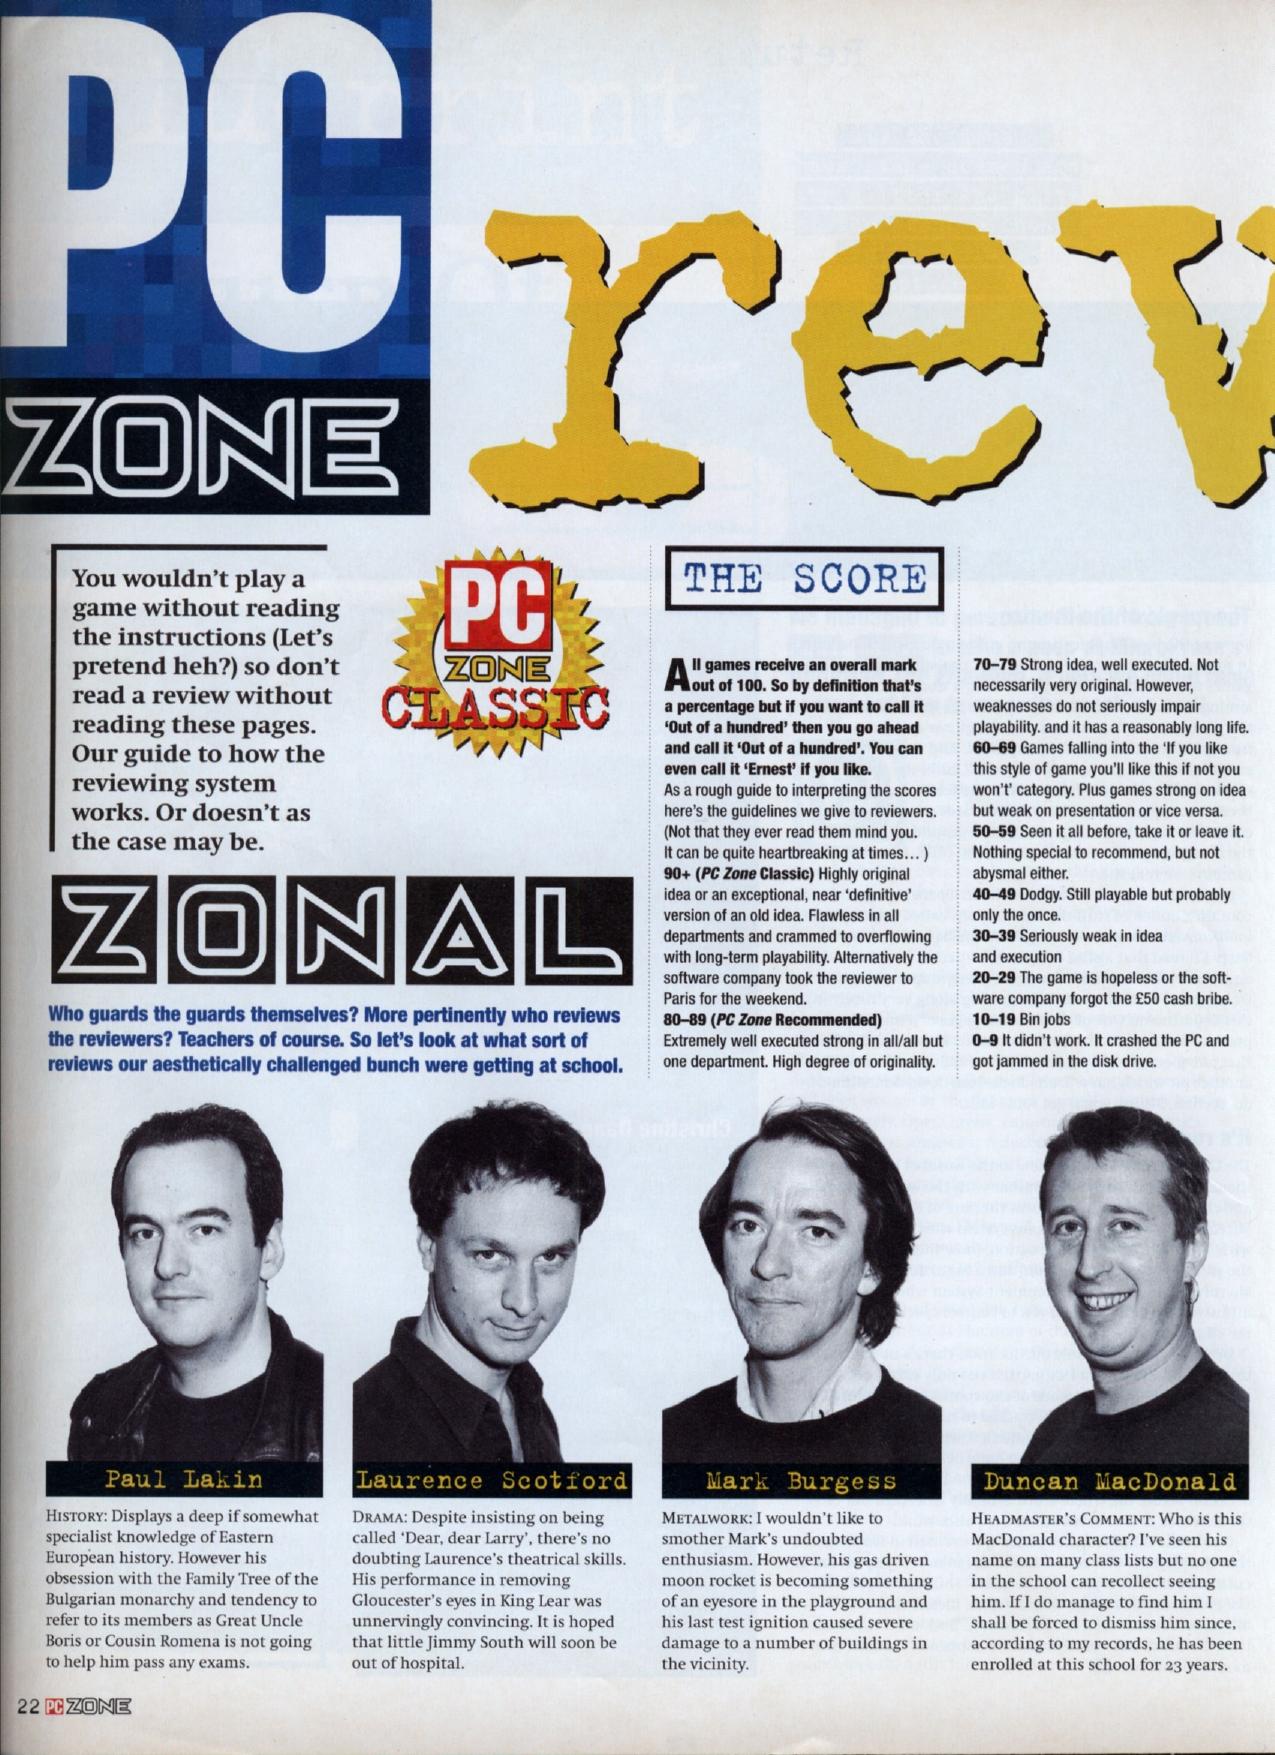 PC
ZONE
rev
You wouldn't play a
game without reading
the instructions (Let's
pretend heh?) so don't
read a review without
reading these pages.
Our guide to how the
reviewing system
works. Or doesn't as
the case may be.
PC
ZONE
CLASSIC
ZONAL
Who guards the guards themselves? More pertinently who reviews
the reviewers? Teachers of course. So let's look at what sort of
reviews our aesthetically challenged bunch were getting at school.
THE SCORE
All games receive an overall mark
out of 100. So by definition that's
a percentage but if you want to call it
'Out of a hundred' then you go ahead
and call it 'Out of a hundred'. You can
even call it 'Ernest' if you like.
As a rough guide to interpreting the scores
here's the guidelines we give to reviewers.
(Not that they ever read them mind you.
It can be quite heartbreaking at times... )
90+ (PC Zone Classic) Highly original
idea or an exceptional, near 'definitive'
version of an old idea. Flawless in all
departments and crammed to overflowing
with long-term playability. Alternatively the
software company took the reviewer to
Paris for the weekend.
80–89 (PC Zone Recommended)
Extremely well executed strong in all/all but
one department. High degree of originality.
70–79 Strong idea, well executed. Not
necessarily very original. However,
weaknesses do not seriously impair
playability. and it has a reasonably long life.
60–69 Games falling into the 'If you like
this style of game you'll like this if not you
won't' category. Plus games strong on idea
but weak on presentation or vice versa.
50–59 Seen it all before, take it or leave it.
Nothing special to recommend, but not
abysmal either.
40–49 Dodgy. Still playable but probably
only the once.
30–39 Seriously weak in idea
and execution
20–29 The game is hopeless or the soft-
ware company forgot the £50 cash bribe.
10–19 Bin jobs
0–9 It didn't work. It crashed the PC and
got jammed in the disk drive.
Paul Lakin
HISTORY: Displays a deep if somewhat
specialist knowledge of Eastern
European history. However his
obsession with the Family Tree of the
Bulgarian monarchy and tendency to
refer to its members as Great Uncle
Boris or Cousin Romena is not going
to help him pass any exams.
Laurence Scotford
DRAMA: Despite insisting on being
called 'Dear, dear Larry', there's no
doubting Laurence's theatrical skills.
His performance in removing
Gloucester's eyes in King Lear was
unnervingly convincing. It is hoped
that little Jimmy South will soon be
out of hospital.
Mark Burgess
METALWORK: I wouldn't like to
smother Mark's undoubted
enthusiasm. However, his gas driven
moon rocket is becoming something
of an eyesore in the playground and
his last test ignition caused severe
damage to a number of buildings in
the vicinity.
Duncan MacDonald
HEADMASTER'S COMMENT: Who is this
MacDonald character? I've seen his
name on many class lists but no one
in the school can recollect seeing
him. If I do manage to find him I
shall be forced to dismiss him since,
according to my records, he has been
enrolled at this school for 23 years.
22 PC ZONE